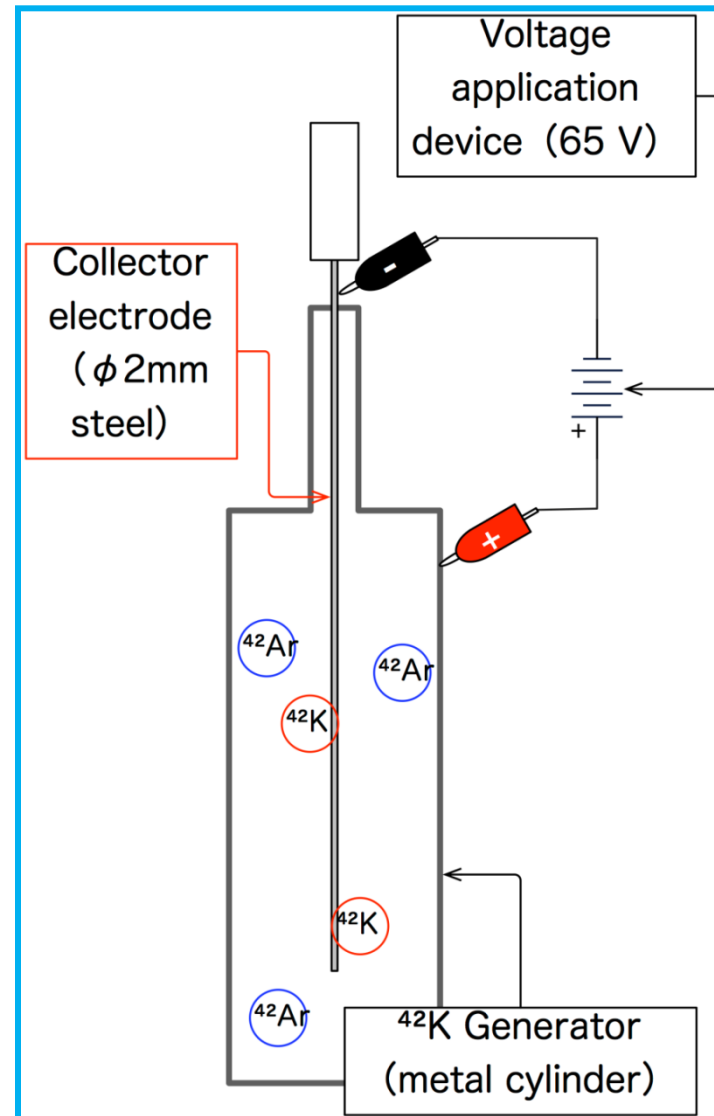 Voltage
application
device（65 V）
-
Collector
electrode
（φ2mm
steel）
+
+
⁴²Ar
⁴²Ar
⁴²K
⁴²K
⁴²Ar
⁴²K Generator
（metal cylinder）